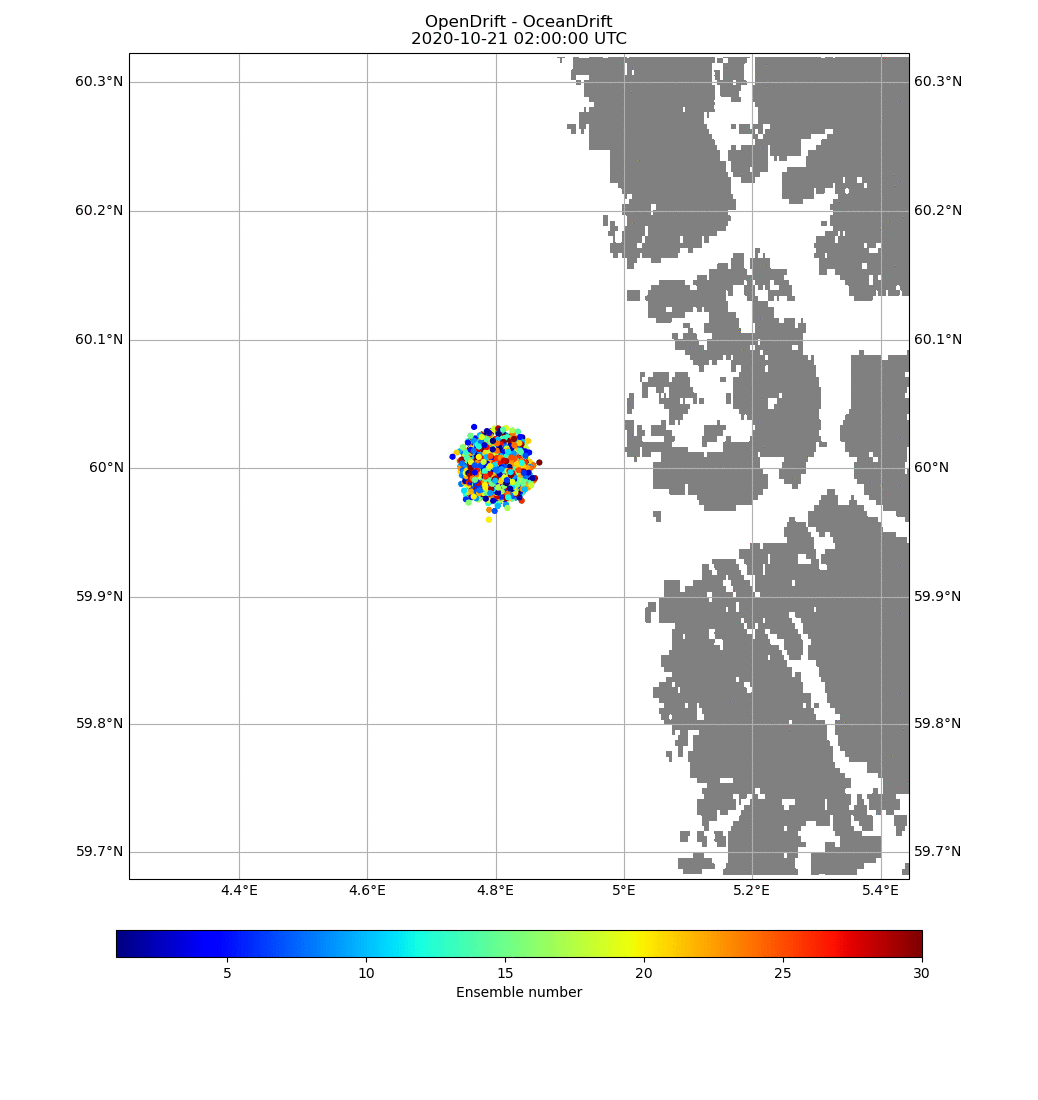 OpenDrift - OceanDrift
2020-10-21 02:00:00 UTC
60.3°N 60.3°N
60.2°N 60.2°N
60.1°N 60.1°N
60°N 60°N
59.9°N 59.9°N
59.8°N 59.8°N
59.7°N 59.7°N
4.4°E 4.6°E 4.8°E 5°E 5.2°E 5.4°E
5 10 15 20 25 30
Ensemble number